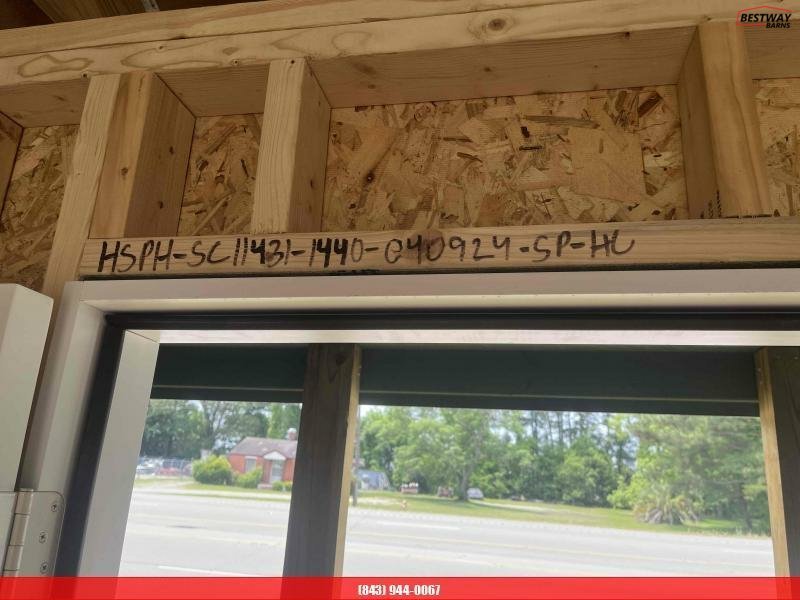 BESTWAY
BARNS
HSPH-SC11431-1440-040924-SP-HC
(843) 944-0067